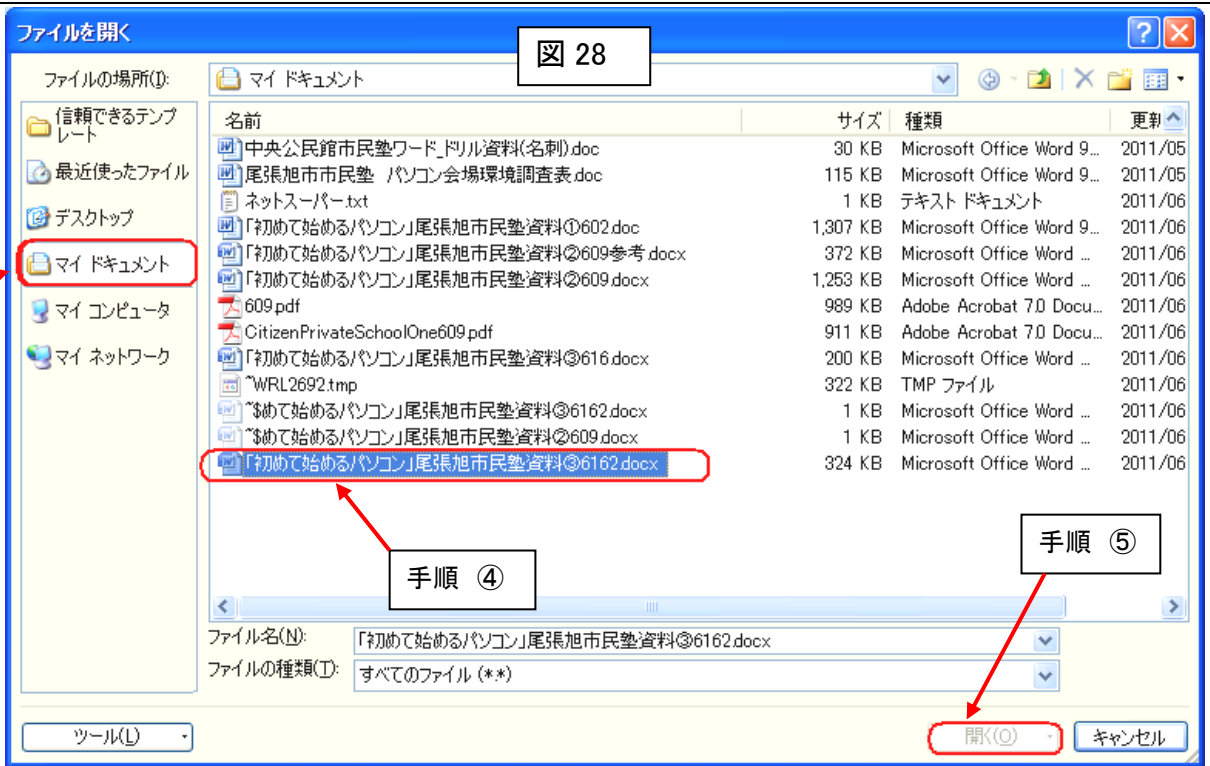 ファイルを開く
図 28
ファイルの場所(I):
マイ ドキュメント
信頼できるテンプ
レート
最近使ったファイル
デスクトップ
マイ ドキュメント
マイ コンピュータ
マイ ネットワーク
名前 サイズ 種類 更新
中央公民館市民塾ワード_ドリル資料(名刺).doc 30 KB Microsoft Office Word 9... 2011/05
尾張旭市市民塾 パソコン会場環境調査表.doc 115 KB Microsoft Office Word 9... 2011/05
ネットスーパー.txt 1 KB テキスト ドキュメント 2011/06
「初めて始めるパソコン」尾張旭市民塾資料①602.doc 1,307 KB Microsoft Office Word 9... 2011/06
「初めて始めるパソコン」尾張旭市民塾資料②609参考.docx 372 KB Microsoft Office Word ... 2011/06
「初めて始めるパソコン」尾張旭市民塾資料②609.docx 1,253 KB Microsoft Office Word ... 2011/06
609.pdf 989 KB Adobe Acrobat 7.0 Docu... 2011/06
CitizenPrivateSchoolOne609.pdf 911 KB Adobe Acrobat 7.0 Docu... 2011/06
「初めて始めるパソコン」尾張旭市民塾資料③616.docx 200 KB Microsoft Office Word ... 2011/06
~WRL2692.tmp 322 KB TMP ファイル 2011/06
~$めて始めるパソコン」尾張旭市民塾資料③6162.docx 1 KB Microsoft Office Word ... 2011/06
~$めて始めるパソコン」尾張旭市民塾資料②609.docx 1 KB Microsoft Office Word ... 2011/06
「初めて始めるパソコン」尾張旭市民塾資料③6162.docx 324 KB Microsoft Office Word ... 2011/06
手順 ④
手順 ⑤
ファイル名(N):
「初めて始めるパソコン」尾張旭市民塾資料③6162.docx
ファイルの種類(T):
すべてのファイル (*.*)
ツール(L)
開く(O)
キャンセル